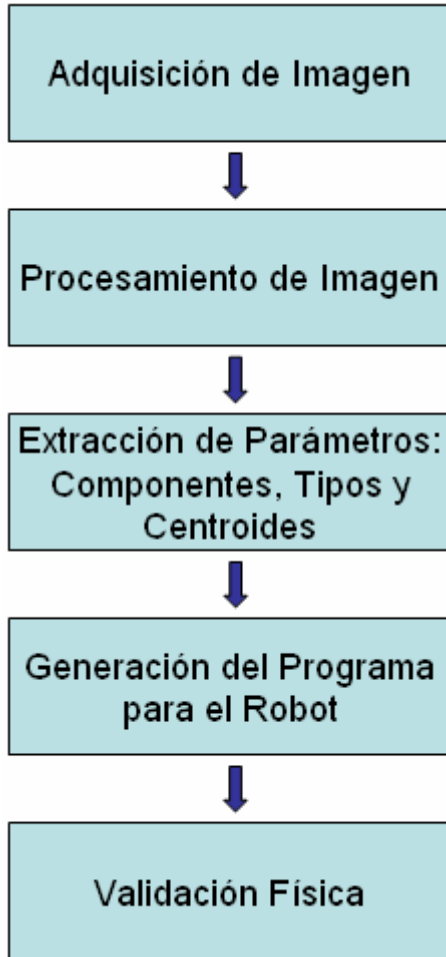 Adquisición de Imagen
Procesamiento de Imagen
Extracción de Parámetros:
Componentes, Tipos y
Centroides
Generación del Programa
para el Robot
Validación Física